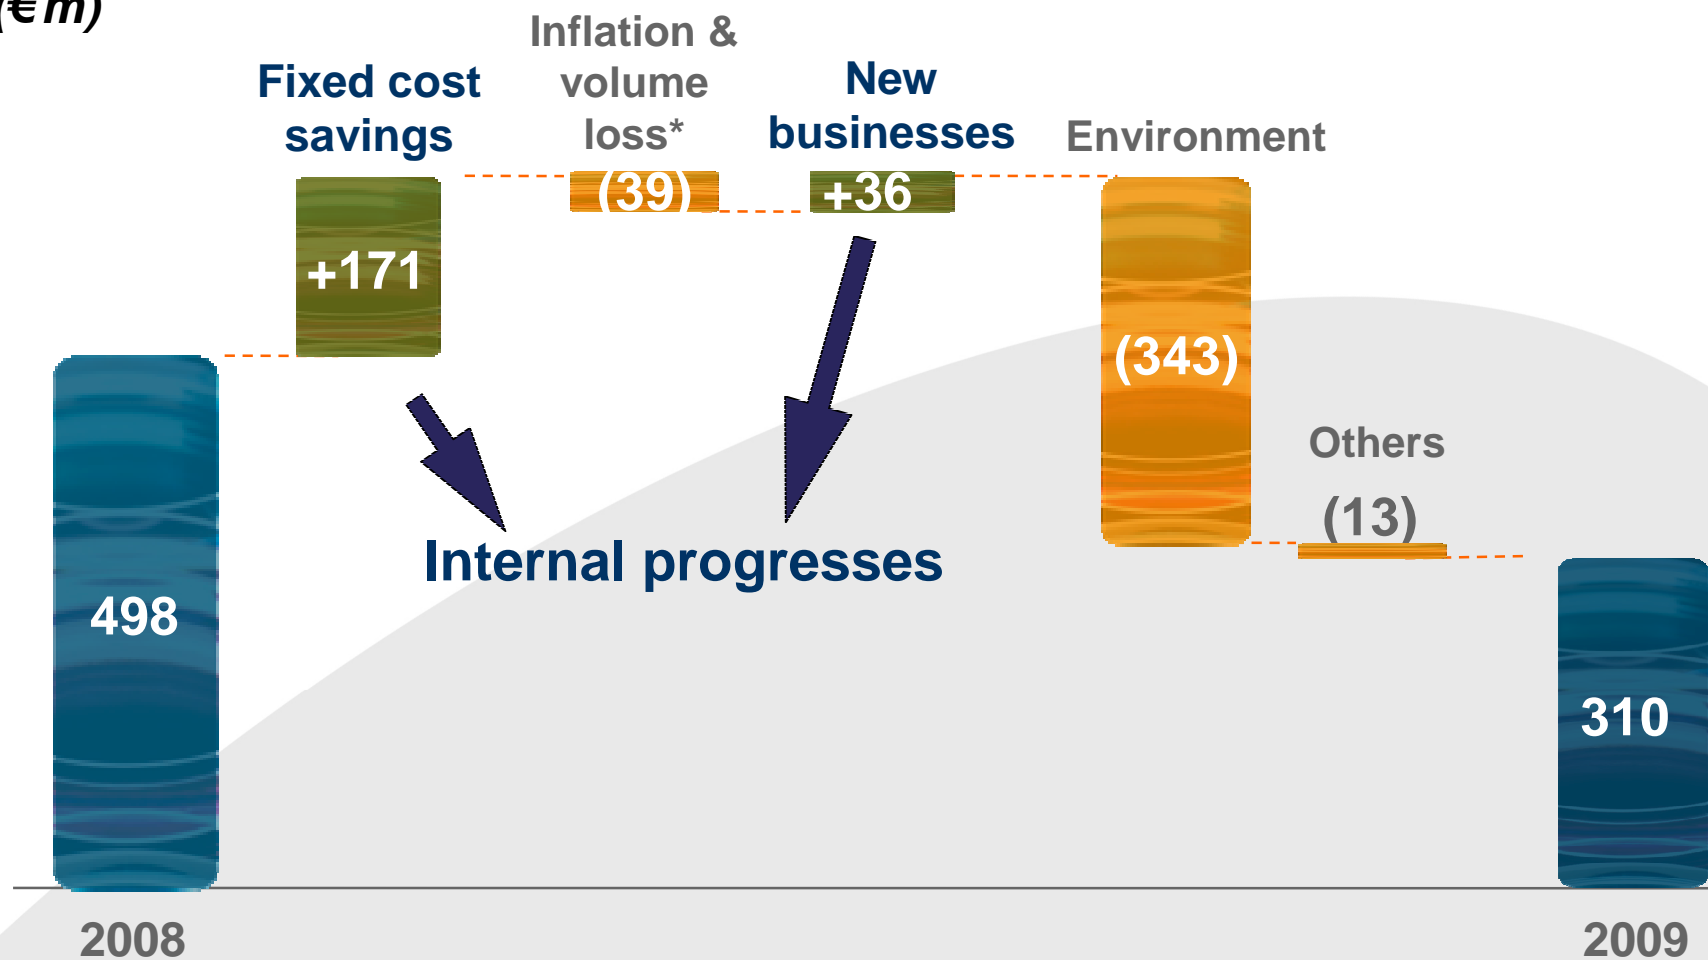 (€m)
Fixed cost
savings
Inflation &
volume
loss*
New
businesses
Environment
+171
(39)
+36
(343)
Others
(13)
Internal progresses
498
310
2008
2009